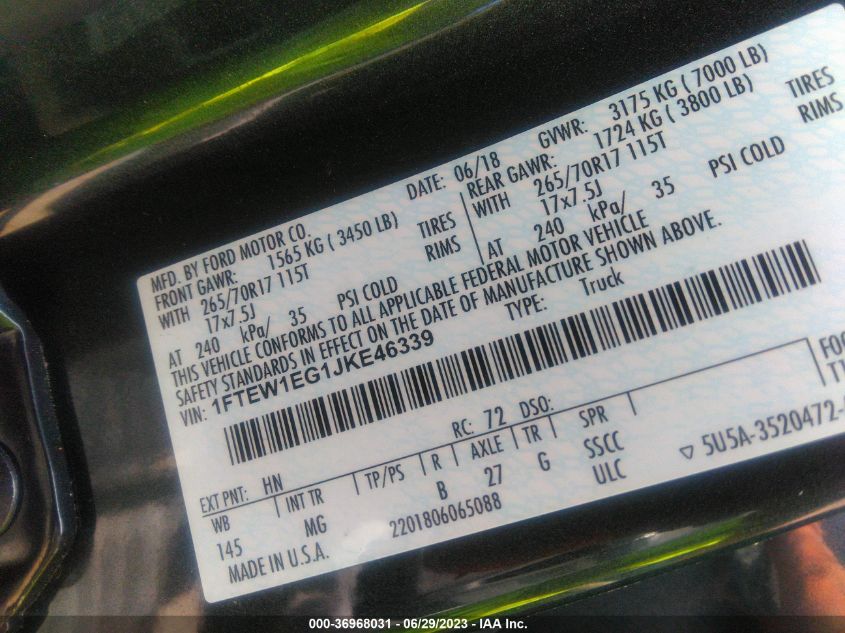 MFD. BY FORD MOTOR CO.
DATE: 06/18 GVWR: 3175 KG ( 7000 LB)
FRONT GAWR: 1565 KG ( 3450 LB) REAR GAWR: 1724 KG ( 3800 LB)
WITH 265/70R17 115T TIRES WITH 265/70R17 115T TIRES
17x7.5J RIMS 17x7.5J RIMS
AT 240 kPa/ 35 PSI COLD AT 240 kPa/ 35 PSI COLD
THIS VEHICLE CONFORMS TO ALL APPLICABLE FEDERAL MOTOR VEHICLE
SAFETY STANDARDS IN EFFECT ON THE DATE OF MANUFACTURE SHOWN ABOVE.
VIN: 1FTEW1EG1JKE46339 TYPE: Truck
RC: 72 DSO:
EXT PNT: HN
WB INT TR TP/PS R AXLE TR SPR
145 MG B 27 G SSCC
ULC
MADE IN U.S.A. 2201806065088
5U5A-3520472-
000-36968031 - 06/29/2023 - IAA Inc.